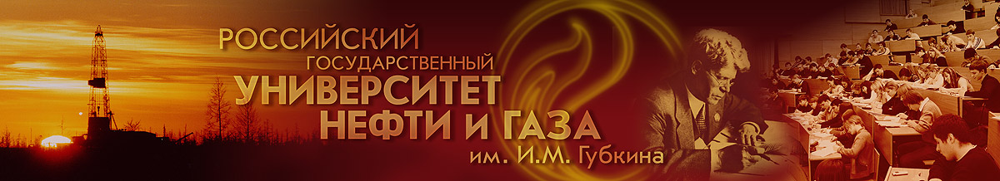 РОССИЙСКИЙ
ГОСУДАРСТВЕННЫЙ
УНИВЕРСИТЕТ
НЕФТИ и ГАЗА
им. И.М. Губкина